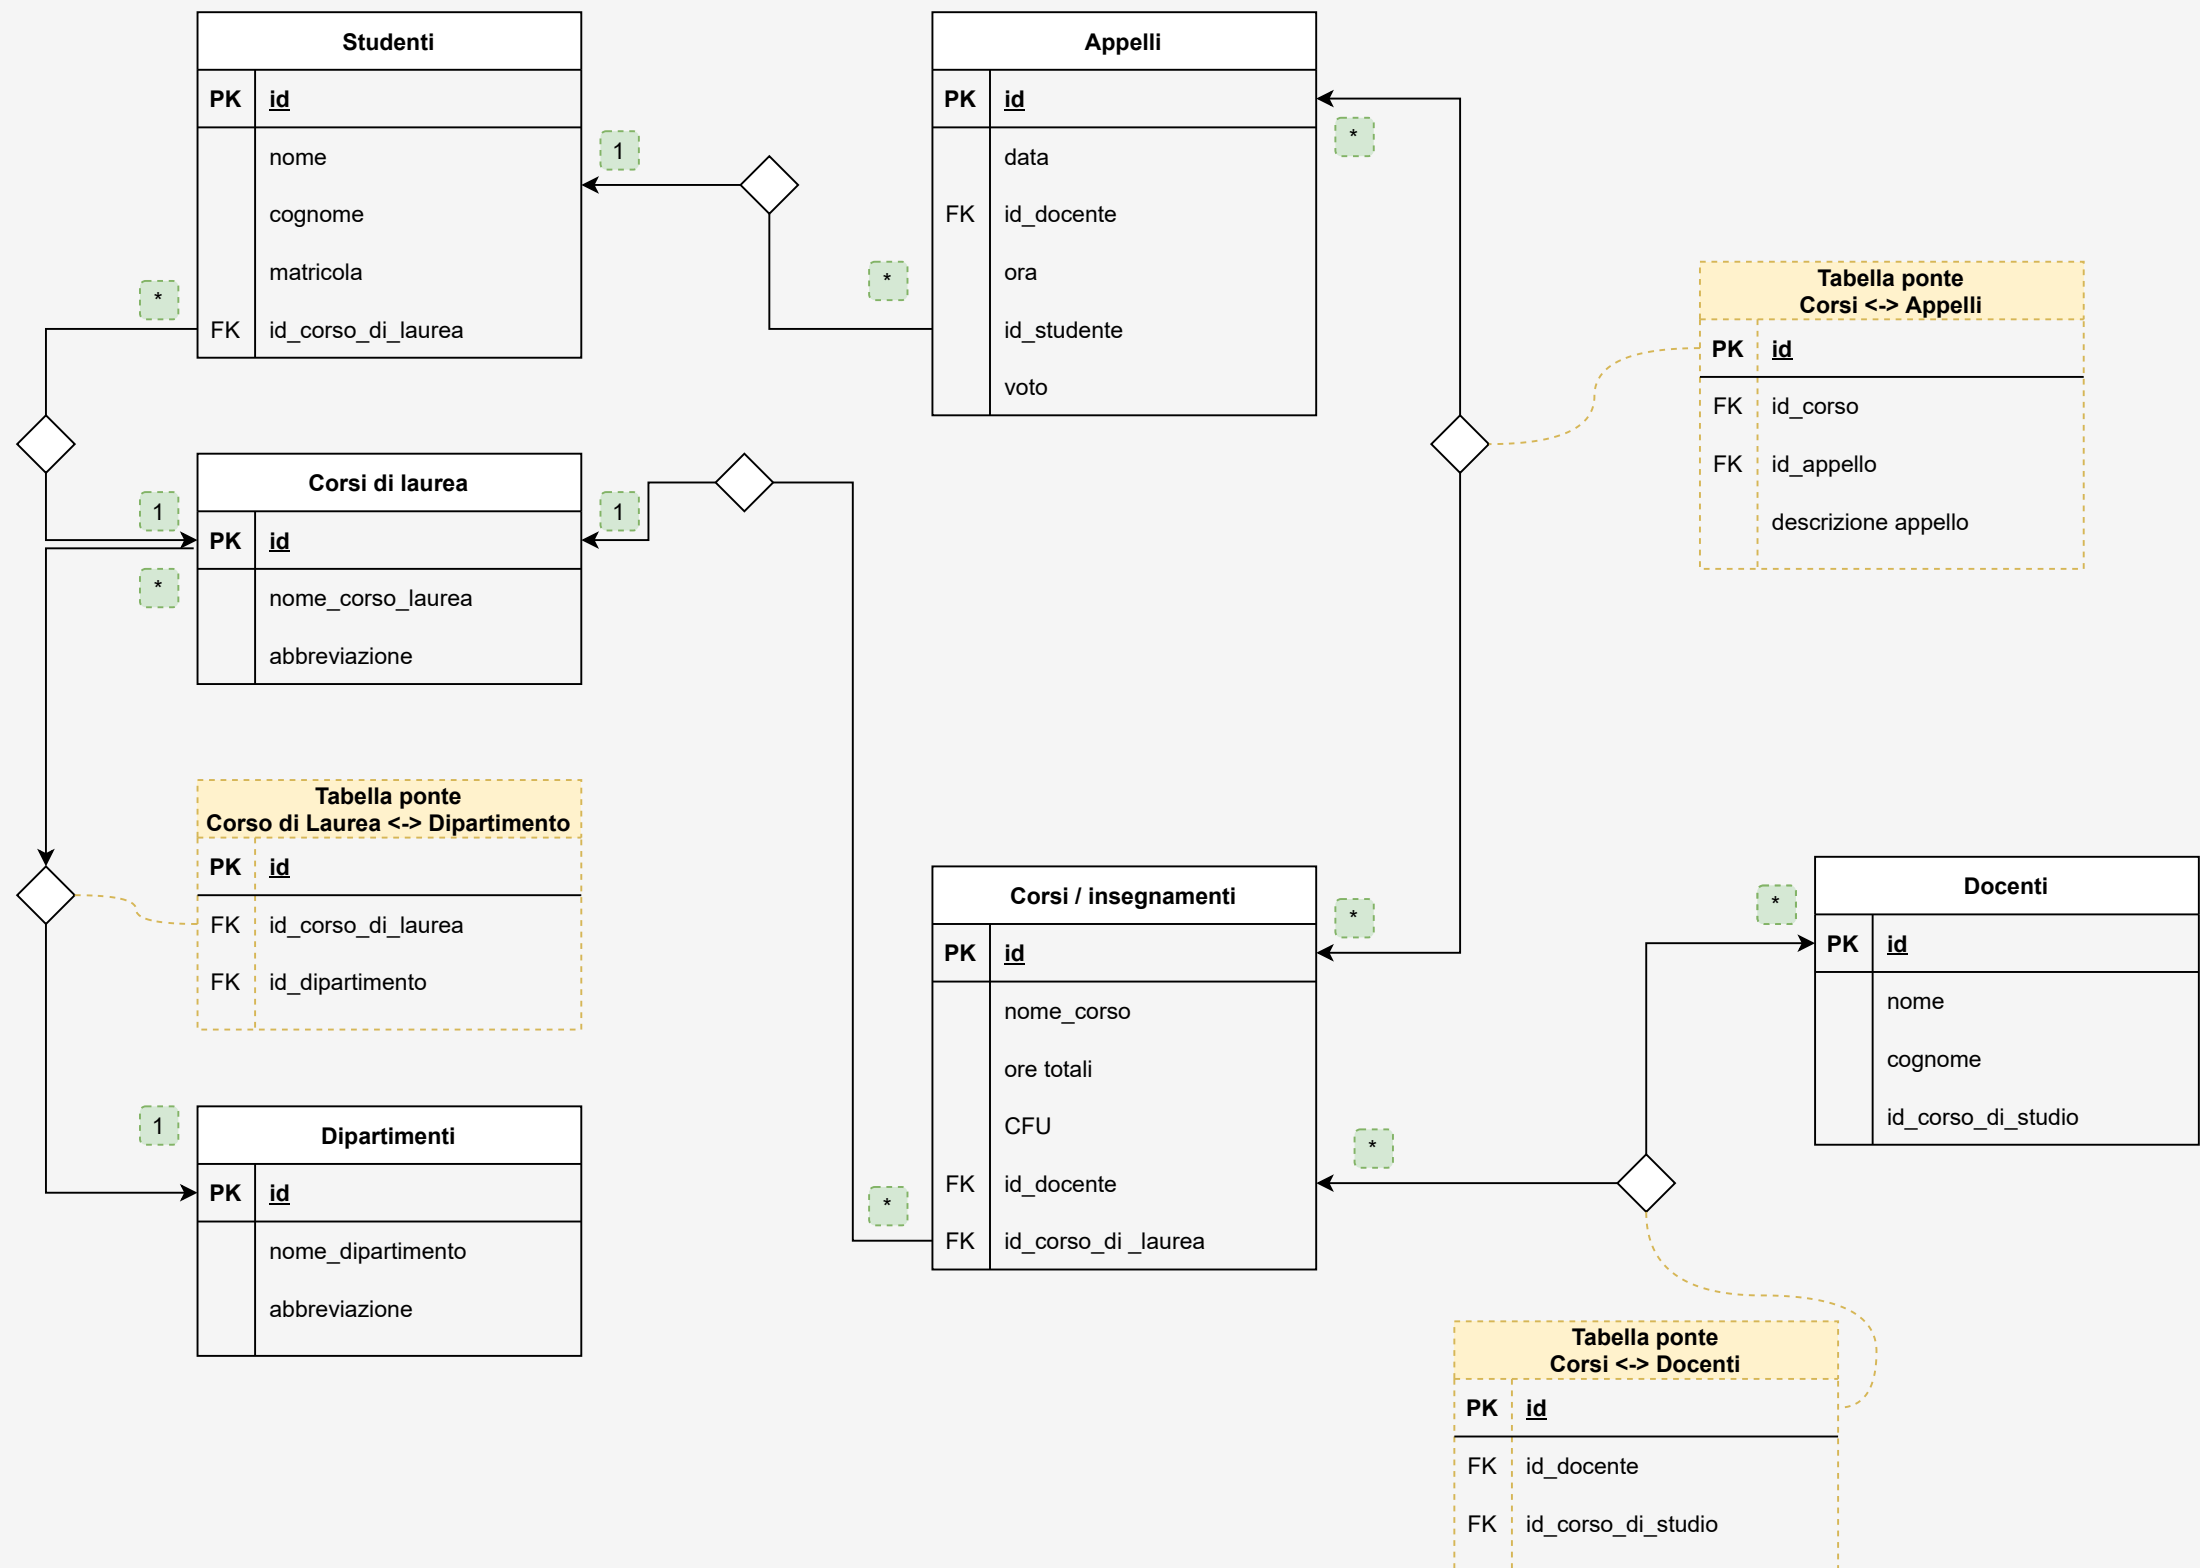 Studenti
PK id
nome
cognome
matricola
FK id_corso_di_laurea
*
1
Appelli
PK id
data
FK id_docente
ora
id_studente
voto
*
*
Tabella ponte
Corsi <-> Appelli
PK id
FK id_corso
FK id_appello
descrizione appello
Corsi di laurea
PK id
nome_corso_laurea
abbreviazione
1
*
1
Tabella ponte
Corso di Laurea <-> Dipartimento
PK id
FK id_corso_di_laurea
FK id_dipartimento
1
Dipartimenti
PK id
nome_dipartimento
abbreviazione
Corsi / insegnamenti
PK id
nome_corso
ore totali
CFU
FK id_docente
FK id_corso_di _laurea
*
*
*
*
Docenti
PK id
nome
cognome
id_corso_di_studio
Tabella ponte
Corsi <-> Docenti
PK id
FK id_docente
FK id_corso_di_studio